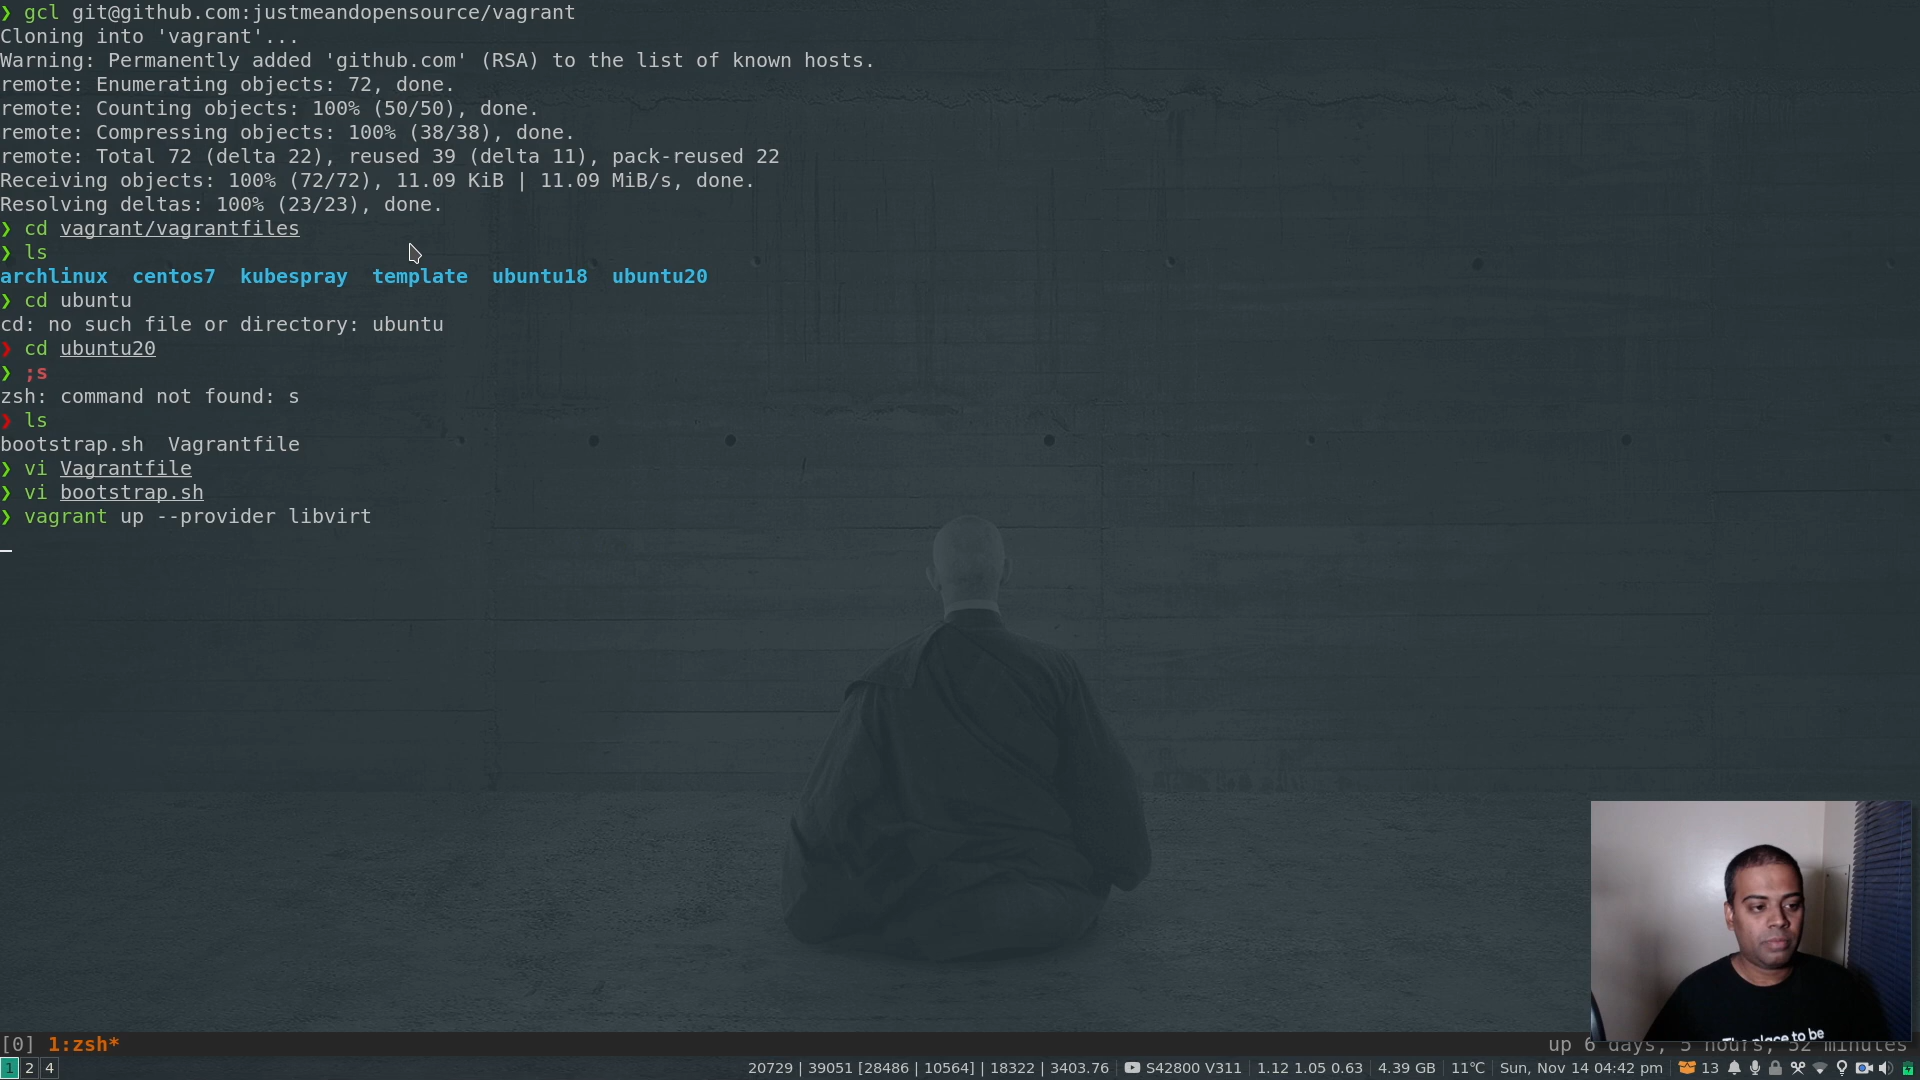 ❯ gcl git@github.com:justmeandopensource/vagrant
Cloning into 'vagrant'...
Warning: Permanently added 'github.com' (RSA) to the list of known hosts.
remote: Enumerating objects: 72, done.
remote: Counting objects: 100% (50/50), done.
remote: Compressing objects: 100% (38/38), done.
remote: Total 72 (delta 22), reused 39 (delta 11), pack-reused 22
Receiving objects: 100% (72/72), 11.09 KiB | 11.09 MiB/s, done.
Resolving deltas: 100% (23/23), done.
❯ cd vagrant/vagrantfiles
❯ ls
archlinux centos7 kubespray template ubuntu18 ubuntu20
❯ cd ubuntu
cd: no such file or directory: ubuntu
❯ cd ubuntu20
❯ ;s
zsh: command not found: s
❯ ls
bootstrap.sh Vagrantfile
❯ vi Vagrantfile
❯ vi bootstrap.sh
❯ vagrant up --provider libvirt
place to be
[0] 1:zsh* up 6 days, 5 hours, 52 minutes
1 2 4 20729 | 39051 [28486 | 10564] | 18322 | 3403.76 | S42800 V311 | 1.12 1.05 0.63 | 4.39 GB | 11℃ | Sun, Nov 14 04:42 pm | 13